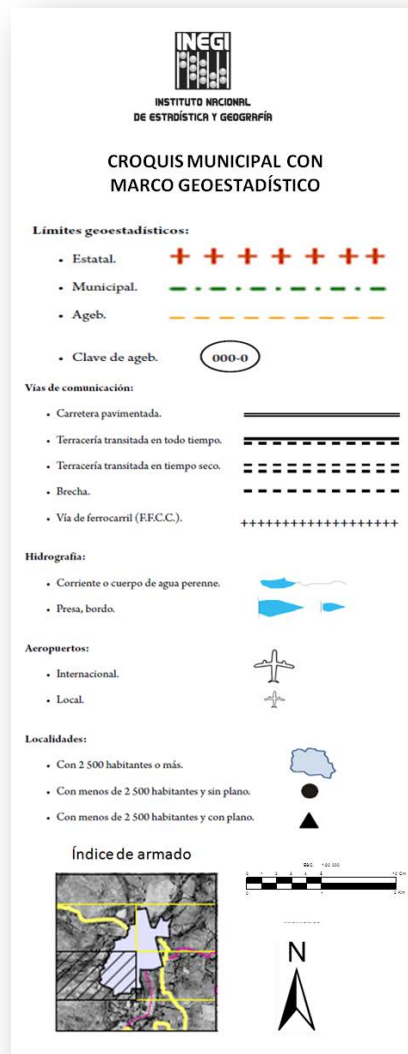 INEGI
INSTITUTO NACIONAL
DE ESTADÍSTICA Y GEOGRAFÍA
CROQUIS MUNICIPAL CON
MARCO GEOESTADÍSTICO
Límites geoestadísticos:
• Estatal.
• Municipal.
• Ageb.
• Clave de ageb. 000-0
Vías de comunicación:
• Carretera pavimentada.
• Terracería transitada en todo tiempo.
• Terracería transitada en tiempo seco.
• Brecha.
• Vía de ferrocarril (F.F.C.C.).
Hidrografía:
• Corriente o cuerpo de agua perenne.
• Presa, bordo.
Aeropuertos:
• Internacional.
• Local.
Localidades:
• Con 2 500 habitantes o más.
• Con menos de 2 500 habitantes y sin plano.
• Con menos de 2 500 habitantes y con plano.
Índice de armado
N